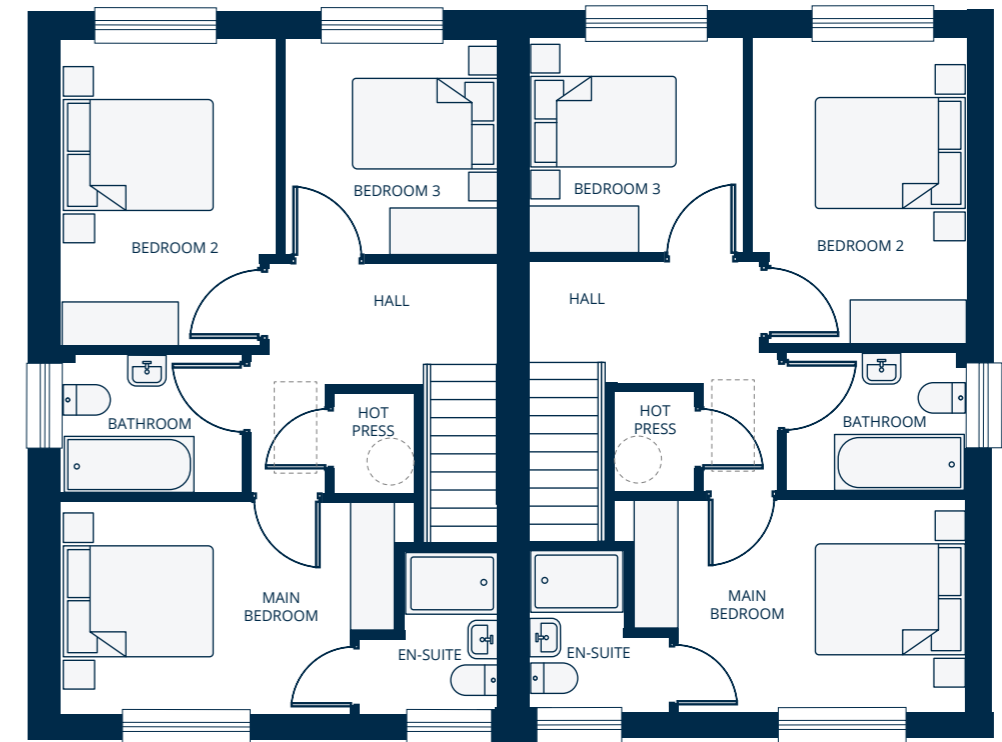 BEDROOM 2
BEDROOM 3
HALL
BATHROOM
HOT
PRESS
MAIN
BEDROOM
EN-SUITE
BEDROOM 3
BEDROOM 2
HALL
HOT
PRESS
BATHROOM
MAIN
BEDROOM
EN-SUITE